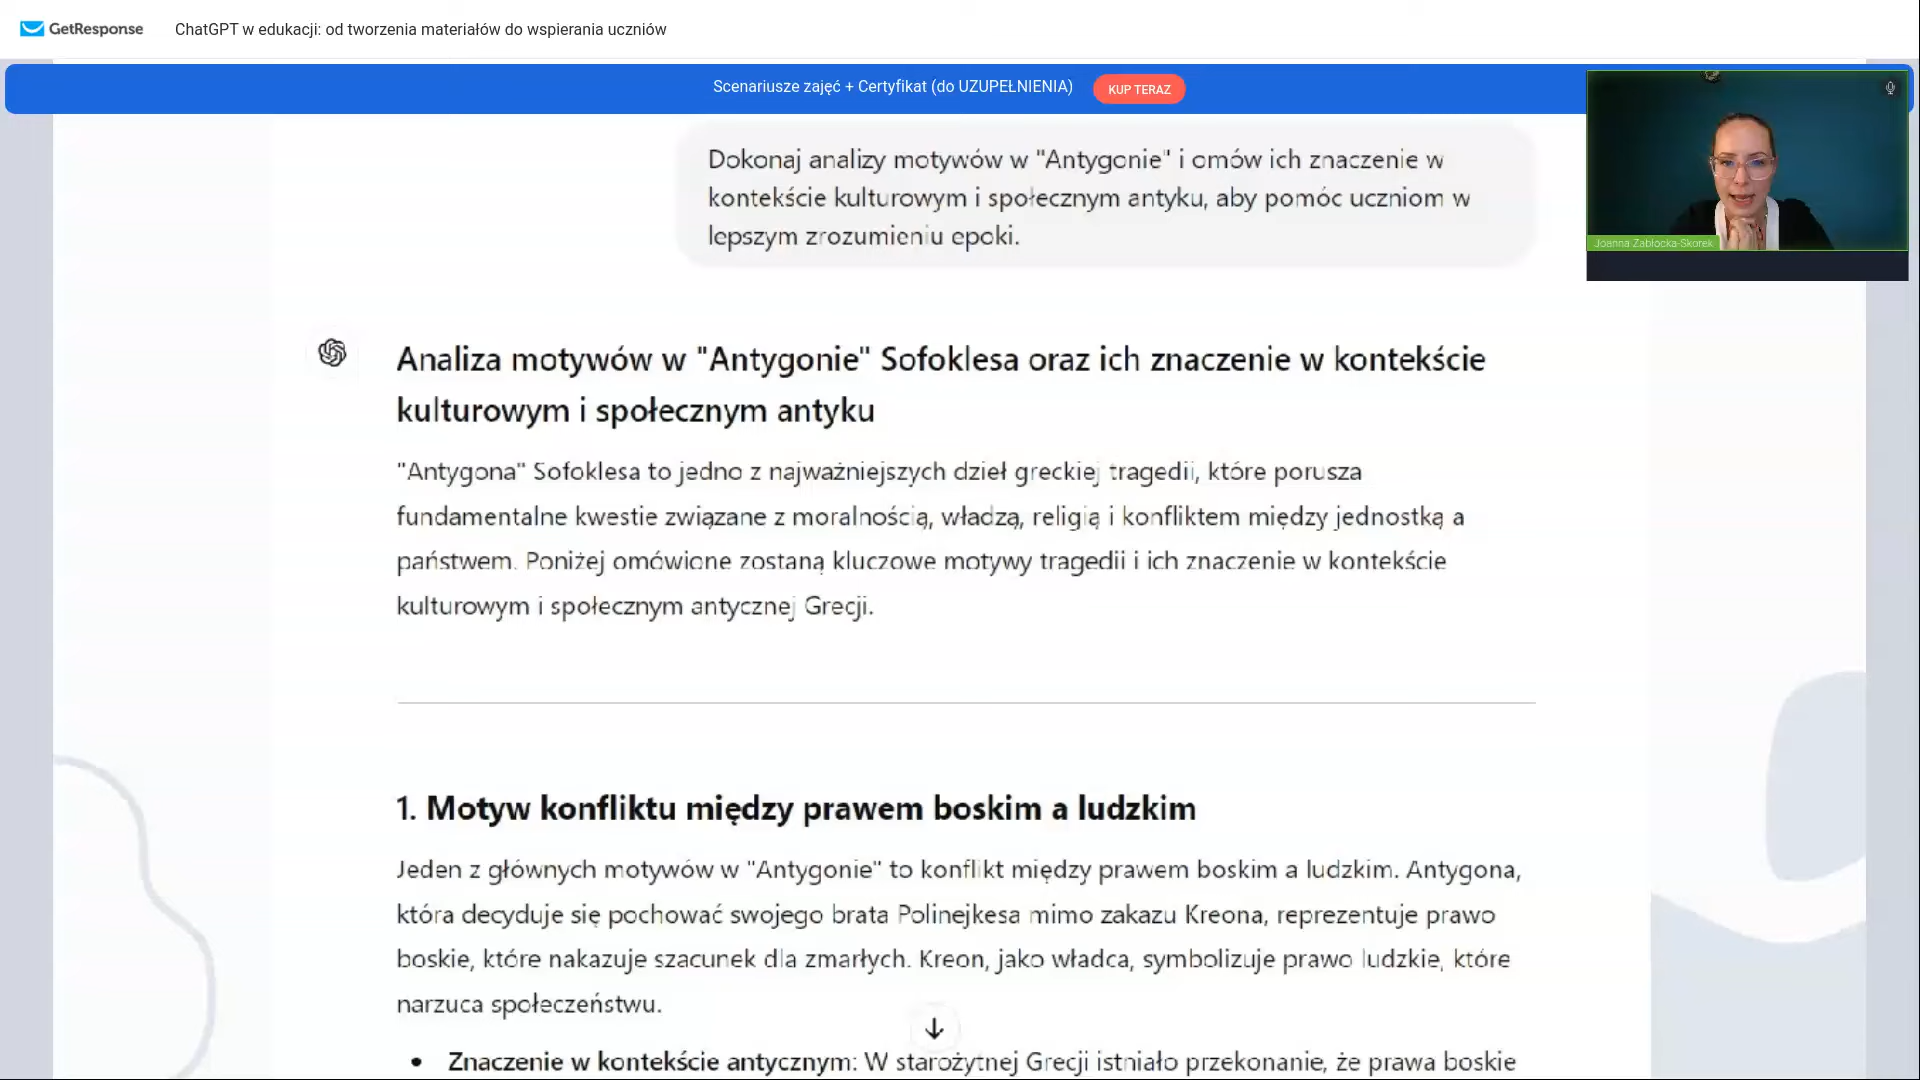 GetResponse
ChatGPT w edukacji: od tworzenia materiałów do wspierania uczniów
Scenariusze zajęć + Certyfikat (do UZUPEŁNIENIA)
KUP TERAZ
Joanna Zabłocka-Skorek
Dokonaj analizy motywów w "Antygonie" i omów ich znaczenie w
kontekście kulturowym i społecznym antyku, aby pomóc uczniom w
lepszym zrozumieniu epoki.
Analiza motywów w "Antygonie" Sofoklesa oraz ich znaczenie w kontekście
kulturowym i społecznym antyku
"Antygona" Sofoklesa to jedno z najważniejszych dzieł greckiej tragedii, które porusza
fundamentalne kwestie związane z moralnością, władzą, religią i konfliktem między jednostką a
państwem. Poniżej omówione zostaną kluczowe motywy tragedii i ich znaczenie w kontekście
kulturowym i społecznym antycznej Grecji.
1. Motyw konfliktu między prawem boskim a ludzkim
Jeden z głównych motywów w "Antygonie" to konflikt między prawem boskim a ludzkim. Antygona,
która decyduje się pochować swojego brata Polinejkesa mimo zakazu Kreona, reprezentuje prawo
boskie, które nakazuje szacunek dla zmarłych. Kreon, jako władca, symbolizuje prawo ludzkie, które
narzuca społeczeństwu.
• Znaczenie w kontekście antycznym: W starożytnej Grecji istniało przekonanie, że prawa boskie